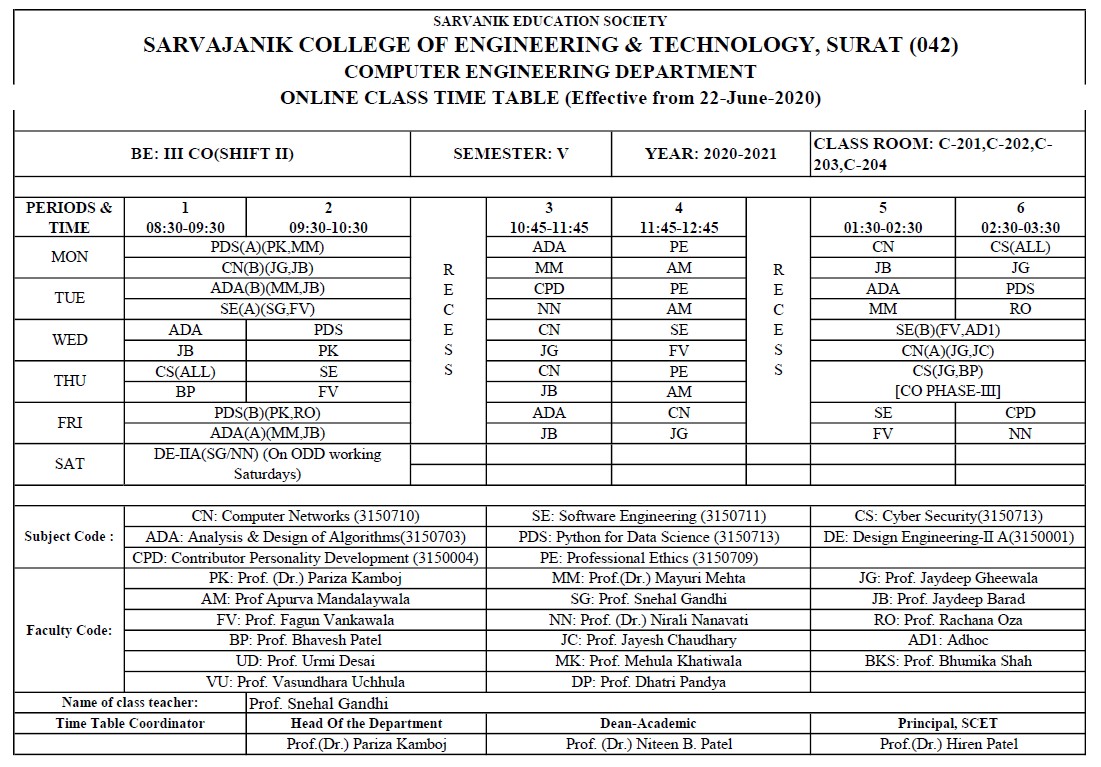 SARVANIK EDUCATION SOCIETY
SARVAJANIK COLLEGE OF ENGINEERING & TECHNOLOGY, SURAT (042)
COMPUTER ENGINEERING DEPARTMENT
ONLINE CLASS TIME TABLE (Effective from 22-June-2020)
BE: III CO(SHIFT II) SEMESTER: V YEAR: 2020-2021 CLASS ROOM: C-201,C-202,C-
203,C-204
PERIODS & 1 2 3 4 5 6
TIME 08:30-09:30 09:30-10:30 10:45-11:45 11:45-12:45 01:30-02:30 02:30-03:30
MON PDS(A)(PK,MM) ADA PE CN CS(ALL)
CN(B)(JG,JB) R MM AM R JB JG
TUE ADA(B)(MM,JB) E CPD PE E ADA PDS
SE(A)(SG,FV) C NN AM C MM RO
WED ADA PDS E CN SE E SE(B)(FV,AD1)
JB PK S JG FV S CN(A)(JG,JC)
THU CS(ALL) SE S CN PE S CS(JG,BP)
BP FV JB AM [CO PHASE-III]
FRI PDS(B)(PK,RO) ADA CN SE CPD
ADA(A)(MM,JB) JB JG FV NN
SAT DE-IIA(SG/NN) (On ODD working
Saturdays)
Subject Code : CN: Computer Networks (3150710) SE: Software Engineering (3150711) CS: Cyber Security(3150713)
ADA: Analysis & Design of Algorithms(3150703) PDS: Python for Data Science (3150713) DE: Design Engineering-II A(3150001)
CPD: Contributor Personality Development (3150004) PE: Professional Ethics (3150709)
Faculty Code: PK: Prof. (Dr.) Pariza Kamboj MM: Prof.(Dr.) Mayuri Mehta JG: Prof. Jaydeep Gheewala
AM: Prof Apurva Mandalaywala SG: Prof. Snehal Gandhi JB: Prof. Jaydeep Barad
FV: Prof. Fagun Vankawala NN: Prof. (Dr.) Nirali Nanavati RO: Prof. Rachana Oza
BP: Prof. Bhavesh Patel JC: Prof. Jayesh Chaudhary AD1: Adhoc
UD: Prof. Urmi Desai MK: Prof. Mehula Khatiwala BKS: Prof. Bhumika Shah
VU: Prof. Vasundhara Uchhula DP: Prof. Dhatri Pandya
Name of class teacher: Prof. Snehal Gandhi
Time Table Coordinator Head Of the Department Dean-Academic Principal, SCET
Prof.(Dr.) Pariza Kamboj Prof. (Dr.) Niteen B. Patel Prof.(Dr.) Hiren Patel